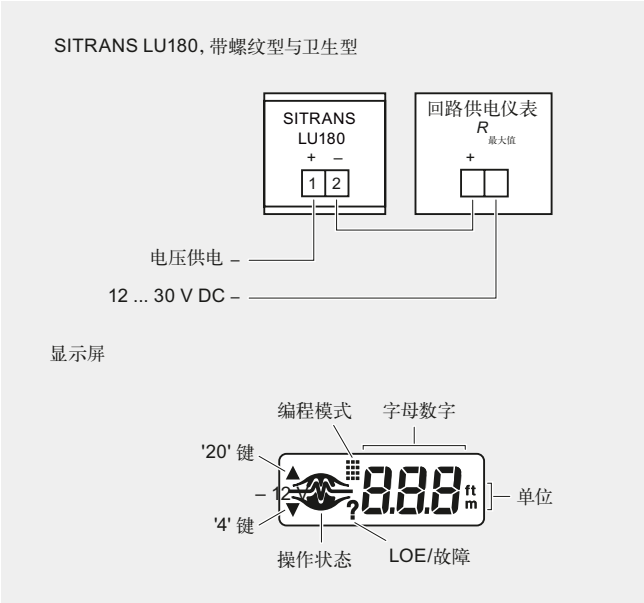 SITRANS LU180, 带螺纹型与卫生型
SITRANS
LU180
+ –
1 2
回路供电仪表
R
最大值
+
电压供电 –
12 ... 30 V DC –
显示屏
编程模式 字母数字
'20' 键
– 12 V
8.8.8
ft
m
单位
'4' 键
?
操作状态
LOE/故障